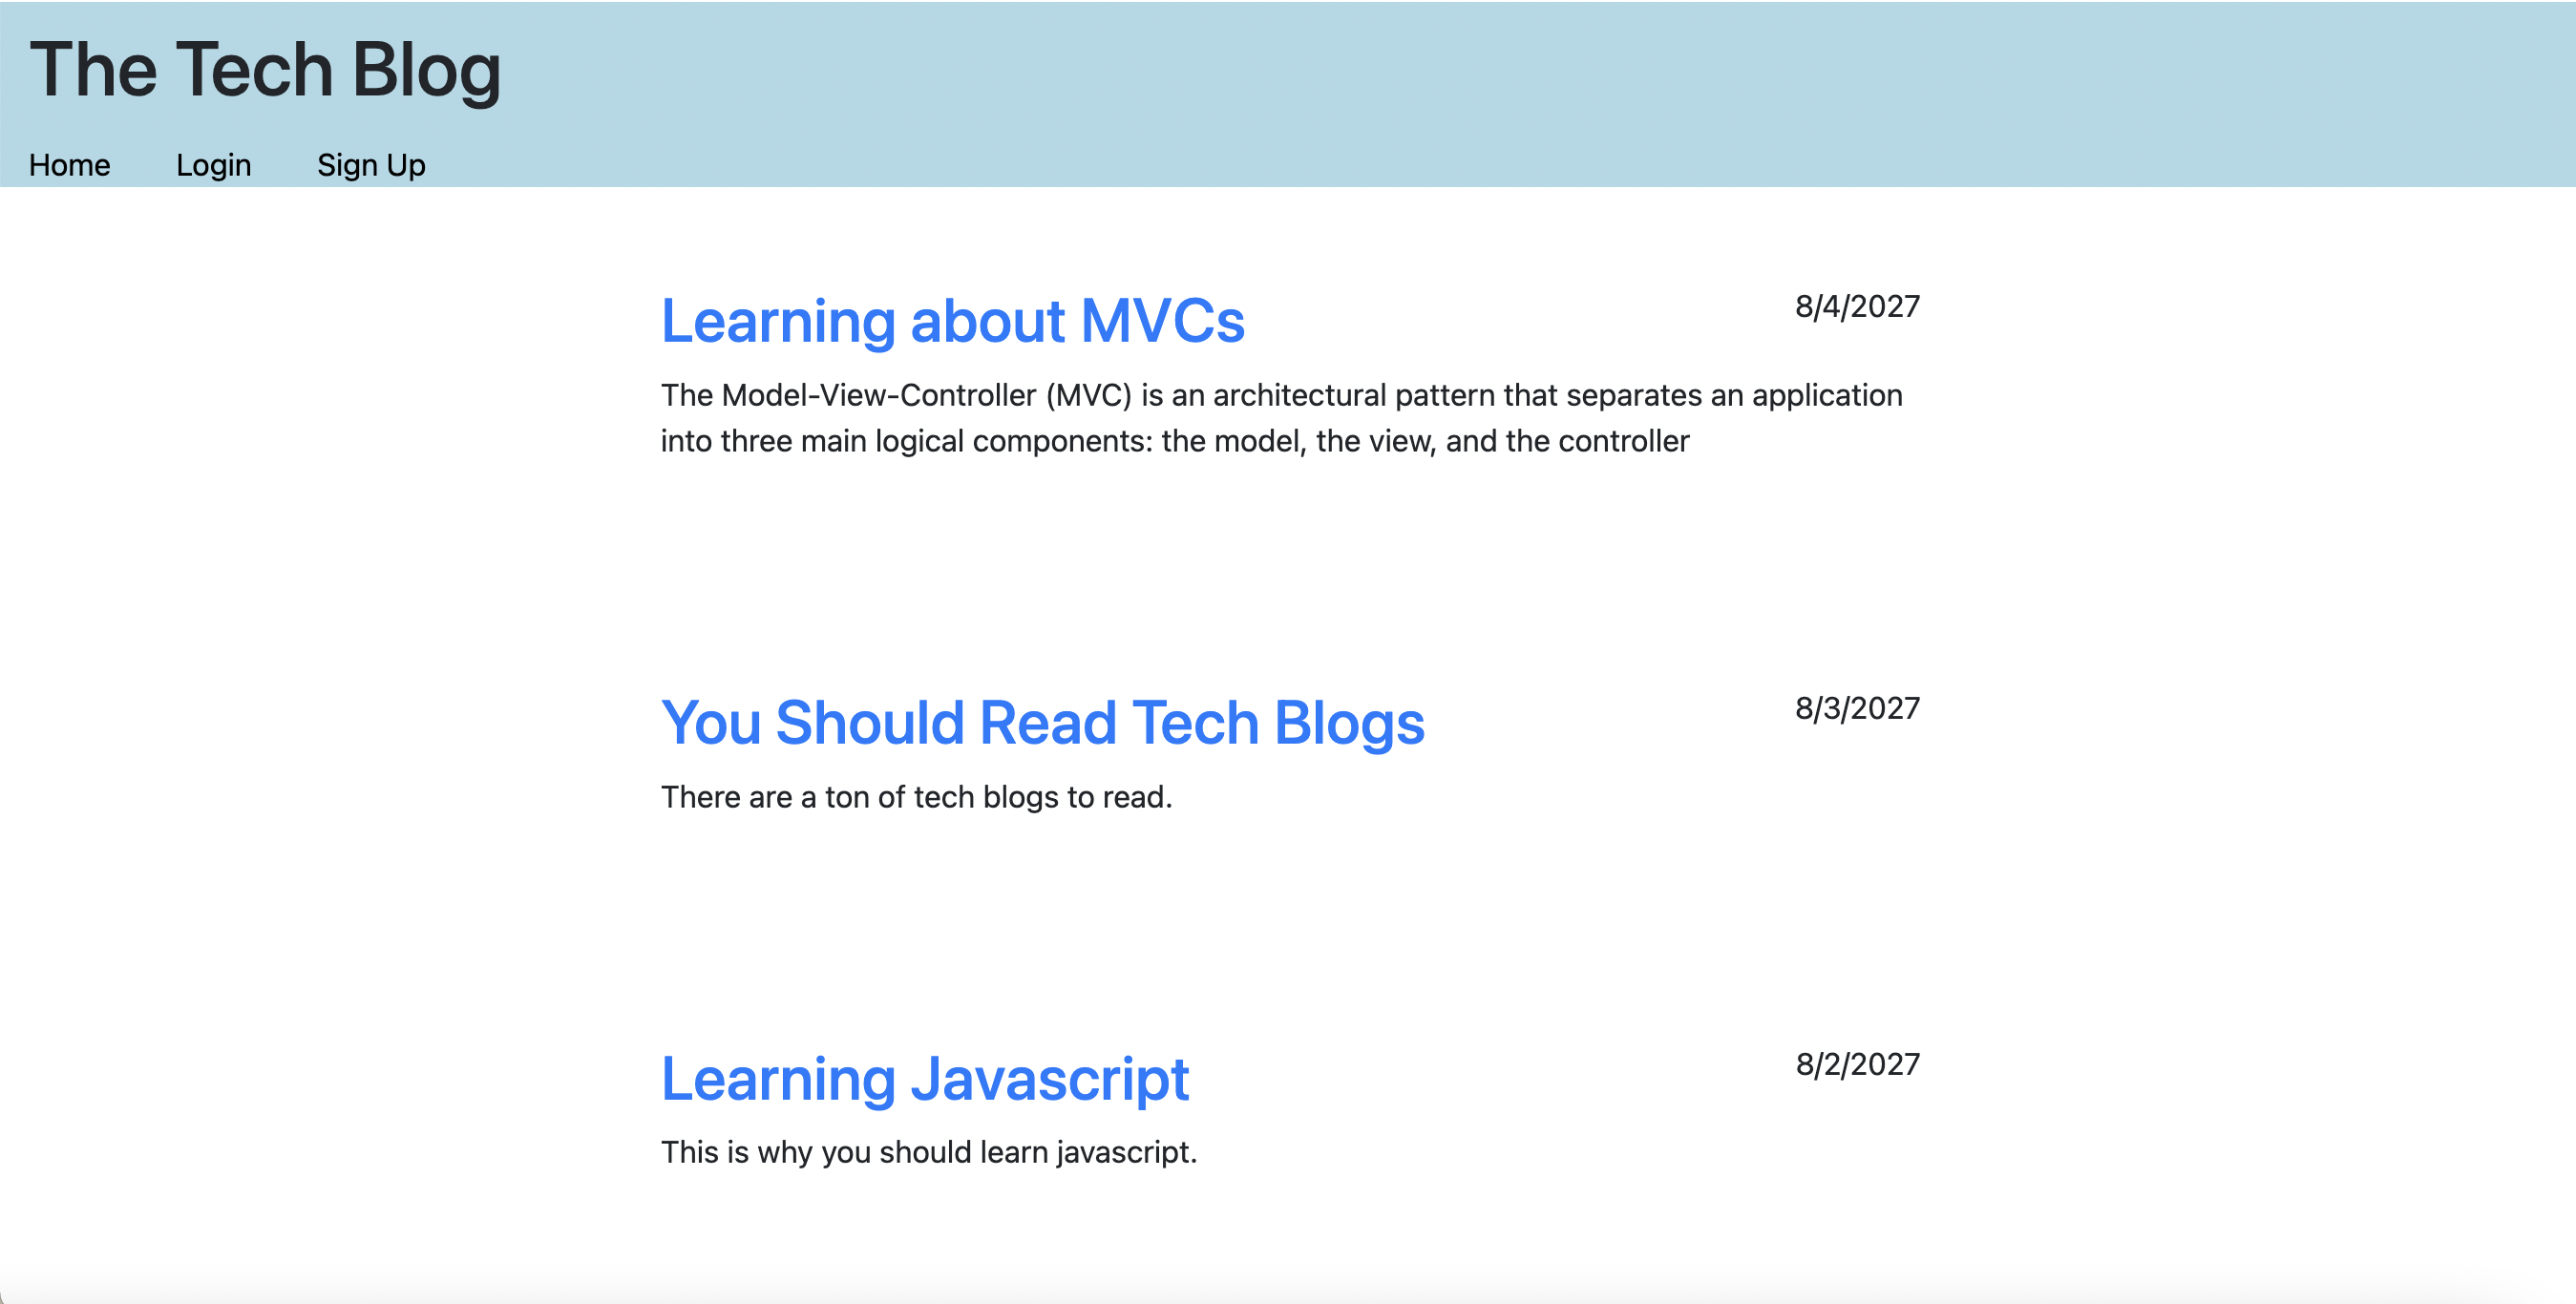 The Tech Blog
Home Login Sign Up
Learning about MVCs 8/4/2027
The Model-View-Controller (MVC) is an architectural pattern that separates an application
into three main logical components: the model, the view, and the controller
You Should Read Tech Blogs 8/3/2027
There are a ton of tech blogs to read.
Learning Javascript 8/2/2027
This is why you should learn javascript.